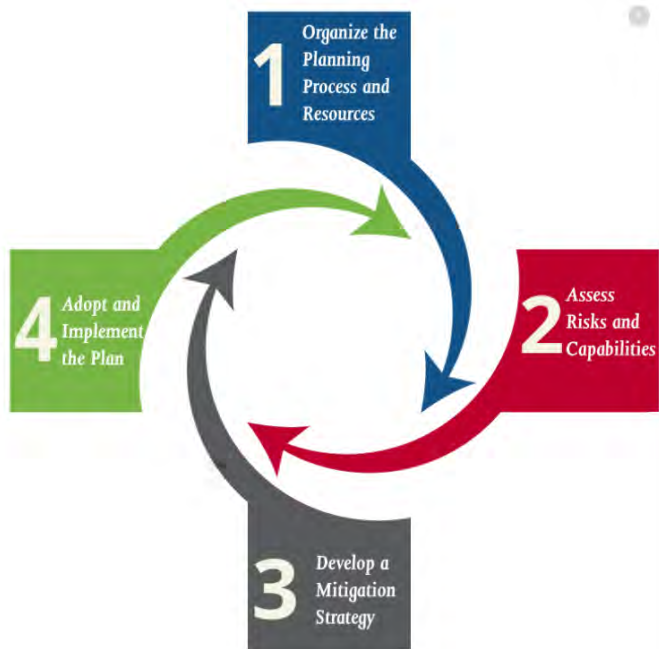 1
Organize the
Planning
Process and
Resources
2
Assess
Risks and
Capabilities
3
Develop a
Mitigation
Strategy
4
Adopt and
Implement
the Plan